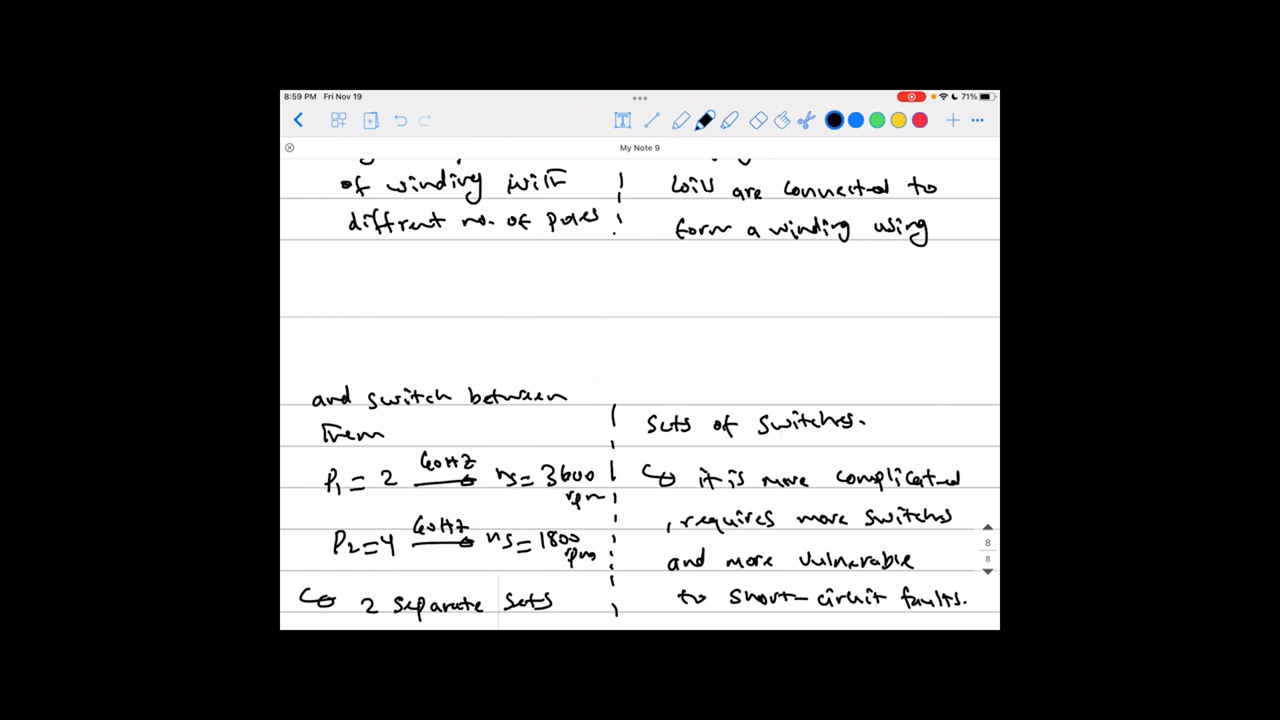 8:59 PM Fri Nov 19
71%
My Note 9
of winding with
diffrent no. of poles
coils are connected to
form a winding using
and switch between
them
P1 = 2 60HZ ns = 3600 rpm
P2 = 4 60HZ ns = 1800 rpm
2 separate sets
sets of switches.
it is more complicated
, requires more switches
and more vulnerable
to short-circuit faults.
8
8